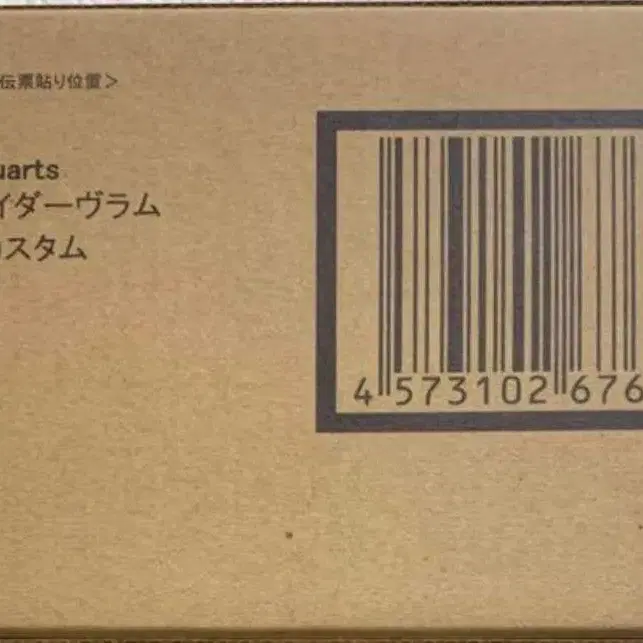 伝票貼り位置＞
uarts
イダーヴラム
カスタム
4 573102 676